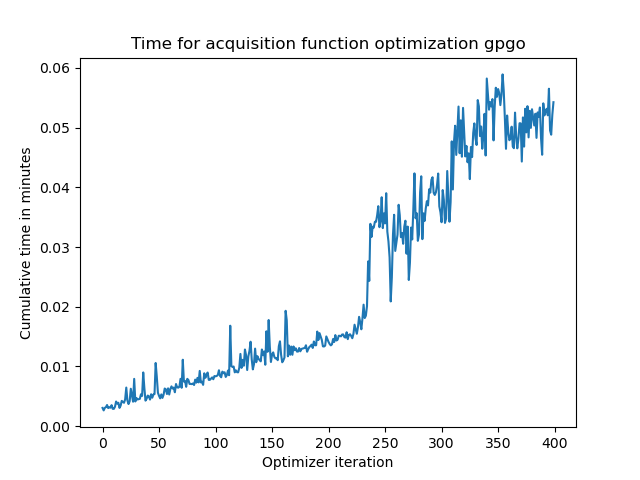 Time for acquisition function optimization gpgo
Cumulative time in minutes
0.06
0.05
0.04
0.03
0.02
0.01
0.00
0 50 100 150 200 250 300 350 400
Optimizer iteration